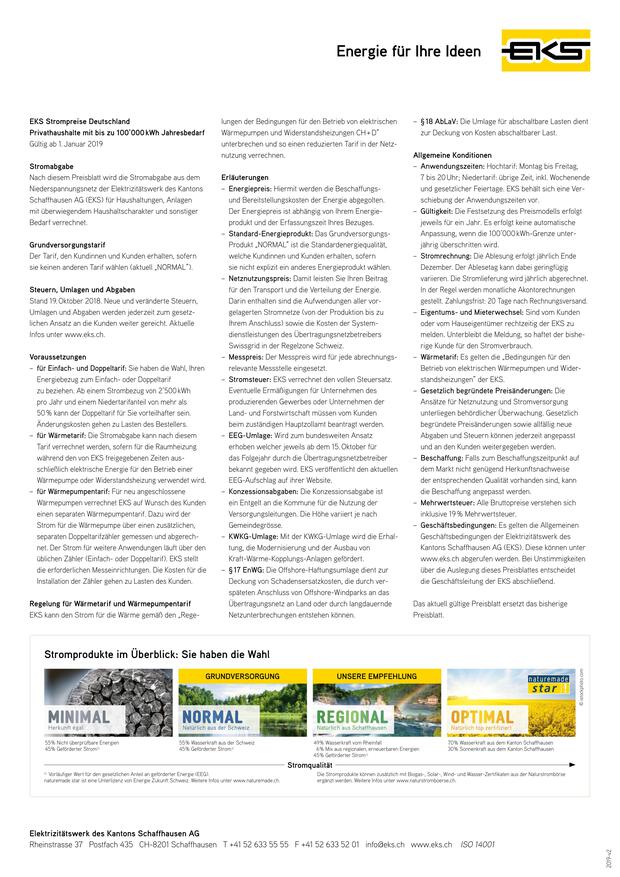 Energie für Ihre Ideen
EKS
EKS Strompreise Deutschland
Privathaushalte mit bis zu 100’000 kWh Jahresbedarf
Gültig ab 1. Januar 2019
Stromabgabe
Nach diesem Preisblatt wird die Stromabgabe aus dem
Niederspannungsnetz der Elektrizitätswerk des Kantons
Schaffhausen AG (EKS) für Haushaltungen, Anlagen
mit überwiegendem Haushaltscharakter und sonstiger
Bedarf verrechnet.
Grundversorgungstarif
Der Tarif, den Kundinnen und Kunden erhalten, sofern
sie keinen anderen Tarif wählen (aktuell „NORMAL“).
Steuern, Umlagen und Abgaben
Stand 19. Oktober 2018. Neue und veränderte Steuern,
Umlagen und Abgaben werden jederzeit zum gesetz-
lichen Ansatz an die Kunden weiter gereicht. Aktuelle
Infos unter www.eks.ch.
Voraussetzungen
– für Einfach- und Doppeltarif: Sie haben die Wahl, Ihren
Energiebezug zum Einfach- oder Doppeltarif
zu beziehen. Ab einem Strombezug von 2’500 kWh
pro Jahr und einem Niedertarifanteil von mehr als
50 % kann der Doppeltarif für Sie vorteilhafter sein.
Änderungskosten gehen zu Lasten des Bestellers.
– für Wärmetarif: Die Stromabgabe kann nach diesem
Tarif verrechnet werden, sofern für die Raumheizung
während den von EKS freigegebenen Zeiten aus-
schließlich elektrische Energie für den Betrieb einer
Wärmepumpe oder Widerstandsheizung verwendet wird.
– für Wärmepumpentarif: Für neu angeschlossene
Wärmepumpen verrechnet EKS auf Wunsch des Kunden
einen separaten Wärmepumpentarif. Dazu wird der
Strom für die Wärmepumpe über einen zusätzlichen,
separaten Doppeltarifzähler gemessen und abgerech-
net. Der Strom für weitere Anwendungen läuft über den
üblichen Zähler (Einfach- oder Doppeltarif). EKS stellt
die erforderlichen Messeinrichtungen. Die Kosten für die
Installation der Zähler gehen zu Lasten des Kunden.
Regelung für Wärmetarif und Wärmepumpentarif
EKS kann den Strom für die Wärme gemäß den „Rege-
lungen der Bedingungen für den Betrieb von elektrischen
Wärmepumpen und Widerstandsheizungen CH + D“
unterbrechen und so einen reduzierten Tarif in der Netz-
nutzung verrechnen.
Erläuterungen
– Energiepreis: Hiermit werden die Beschaffungs-
und Bereitstellungskosten der Energie abgegolten.
Der Energiepreis ist abhängig von Ihrem Energie-
produkt und der Erfassungszeit Ihres Bezuges.
– Standard-Energieprodukt: Das Grundversorgungs-
Produkt „NORMAL“ ist die Standardenergiequalität,
welche Kundinnen und Kunden erhalten, sofern
sie nicht explizit ein anderes Energieprodukt wählen.
– Netznutzungspreis: Damit leisten Sie Ihren Beitrag
für den Transport und die Verteilung der Energie.
Darin enthalten sind die Aufwendungen aller vor-
gelagerten Stromnetze (von der Produktion bis zu
Ihrem Anschluss) sowie die Kosten der System-
dienstleistungen des Übertragungsnetzbetreibers
Swissgrid in der Regelzone Schweiz.
– Messpreis: Der Messpreis wird für jede abrechnungs-
relevante Messstelle eingesetzt.
– Stromsteuer: EKS verrechnet den vollen Steuersatz.
Eventuelle Ermäßigungen für Unternehmen des
produzierenden Gewerbes oder Unternehmen der
Land- und Forstwirtschaft müssen vom Kunden
beim zuständigen Hauptzollamt beantragt werden.
– EEG-Umlage: Wird zum bundesweiten Ansatz
erhoben welcher jeweils ab dem 15. Oktober für
das Folgejahr durch die Übertragungsnetzbetreiber
bekannt gegeben wird. EKS veröffentlicht den aktuellen
EEG-Aufschlag auf ihrer Website.
– Konzessionsabgaben: Die Konzessionsabgabe ist
ein Entgelt an die Kommune für die Nutzung der
Versorgungsleitungen. Die Höhe variiert je nach
Gemeindegrösse.
– KWKG-Umlage: Mit der KWKG-Umlage wird die Erhal-
tung, die Modernisierung und der Ausbau von
Kraft-Wärme-Kopplungs-Anlagen gefördert.
– § 17 EnWG: Die Offshore-Haftungsumlage dient zur
Deckung von Schadensersatzkosten, die durch ver-
späteten Anschluss von Offshore-Windparks an das
Übertragungsnetz an Land oder durch langdauernde
Netzunterbrechungen entstehen können.
– § 18 AbLaV: Die Umlage für abschaltbare Lasten dient
zur Deckung von Kosten abschaltbarer Last.
Allgemeine Konditionen
– Anwendungszeiten: Hochtarif: Montag bis Freitag,
7 bis 20 Uhr; Niedertarif: übrige Zeit, inkl. Wochenende
und gesetzlicher Feiertage. EKS behält sich eine Ver-
schiebung der Anwendungszeiten vor.
– Gültigkeit: Die Festsetzung des Preismodells erfolgt
jeweils für ein Jahr. Es erfolgt keine automatische
Anpassung, wenn die 100’000 kWh-Grenze unter-
jährig überschritten wird.
– Stromrechnung: Die Ablesung erfolgt jährlich Ende
Dezember. Der Ablesetag kann dabei geringfügig
variieren. Die Stromlieferung wird jährlich abgerechnet.
In der Regel werden monatliche Akontorechnungen
gestellt. Zahlungsfrist: 20 Tage nach Rechnungsversand.
– Eigentums- und Mieterwechsel: Sind vom Kunden
oder vom Hauseigentümer rechtzeitig der EKS zu
melden. Unterbleibt die Meldung, so haftet der bishe-
rige Kunde für den Stromverbrauch.
– Wärmetarif: Es gelten die „Bedingungen für den
Betrieb von elektrischen Wärmepumpen und Wider-
standsheizungen“ der EKS.
– Gesetzlich begründete Preisänderungen: Die
Ansätze für Netznutzung und Stromversorgung
unterliegen behördlicher Überwachung. Gesetzlich
begründete Preisänderungen sowie allfällig neue
Abgaben und Steuern können jederzeit angepasst
und an den Kunden weitergegeben werden.
– Beschaffung: Falls zum Beschaffungszeitpunkt auf
dem Markt nicht genügend Herkunftsnachweise
der entsprechenden Qualität vorhanden sind, kann
die Beschaffung angepasst werden.
– Mehrwertsteuer: Alle Bruttopreise verstehen sich
inklusive 19 % Mehrwertsteuer.
– Geschäftsbedingungen: Es gelten die Allgemeinen
Geschäftsbedingungen der Elektrizitätswerk des
Kantons Schaffhausen AG (EKS). Diese können unter
www.eks.ch abgerufen werden. Bei Unstimmigkeiten
über die Auslegung dieses Preisblattes entscheidet
die Geschäftsleitung der EKS abschließend.
Das aktuell gültige Preisblatt ersetzt das bisherige
Preisblatt.
Stromprodukte im Überblick: Sie haben die Wahl
MINIMAL
Herkunft egal.
55% Nicht überprüfbare Energien
45% Geförderter Strom¹⁾
GRUNDVERSORGUNG
NORMAL
Natürlich aus der Schweiz
55% Wasserkraft aus der Schweiz
45% Geförderter Strom¹⁾
UNSERE EMPFEHLUNG
REGIONAL
Natürlich aus Schaffhausen
49% Wasserkraft vom Rheinfall
6% Mix aus regionalen, erneuerbaren Energien
45% Geförderter Strom¹⁾
naturemade
star
OPTIMAL
Natürlich top zertifiziert
70% Wasserkraft aus dem Kanton Schaffhausen
30% Sonnenkraft aus dem Kanton Schaffhausen
© istockphoto.com
Stromqualität
¹⁾ Vorläufiger Wert für den gesetzlichen Anteil an geförderter Energie (EEG).
naturemade star ist eine Unterlizenz von Energie Zukunft Schweiz. Weitere Infos unter www.naturemade.ch.
Die Stromprodukte können zusätzlich mit Biogas-, Solar-, Wind- und Wasser-Zertifikaten aus der Naturstrombörse
ergänzt werden. Weitere Infos unter www.naturstromboerse.ch.
Elektrizitätswerk des Kantons Schaffhausen AG
Rheinstrasse 37 Postfach 435 CH-8201 Schaffhausen T +41 52 633 55 55 F +41 52 633 52 01 info@eks.ch www.eks.ch ISO 14001
2019-v2